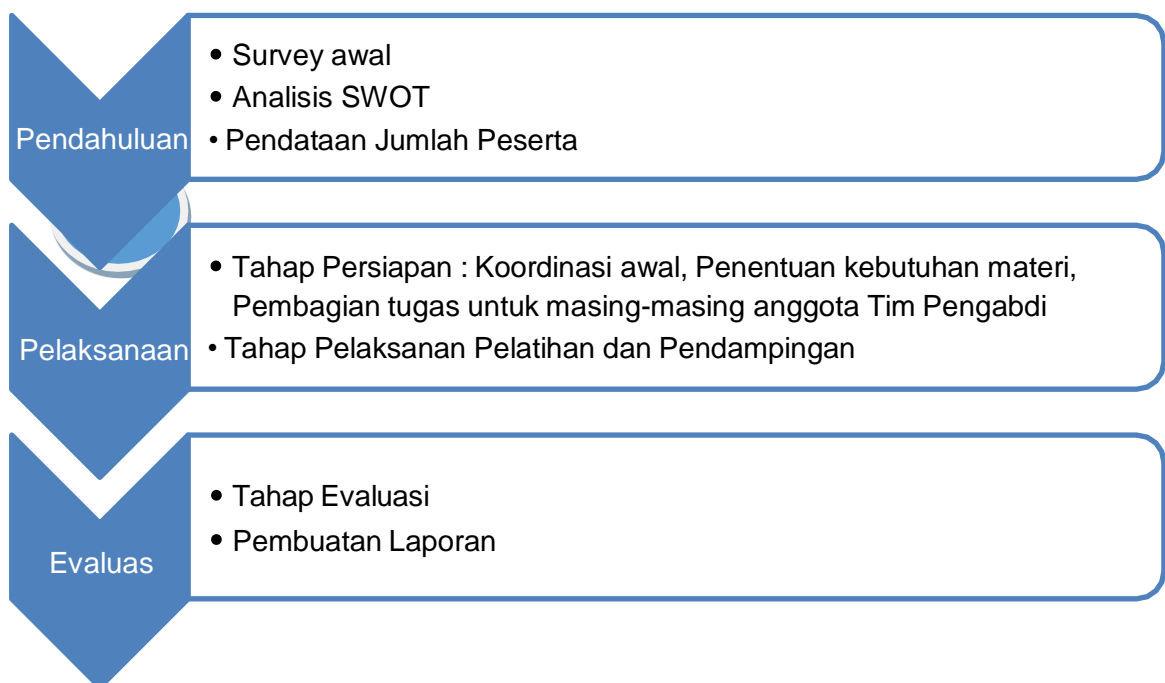 Pendahuluan
• Survey awal
• Analisis SWOT
• Pendataan Jumlah Peserta
Pelaksanaan
• Tahap Persiapan : Koordinasi awal, Penentuan kebutuhan materi,
Pembagian tugas untuk masing-masing anggota Tim Pengabdi
• Tahap Pelaksanan Pelatihan dan Pendampingan
Evaluas
• Tahap Evaluasi
• Pembuatan Laporan